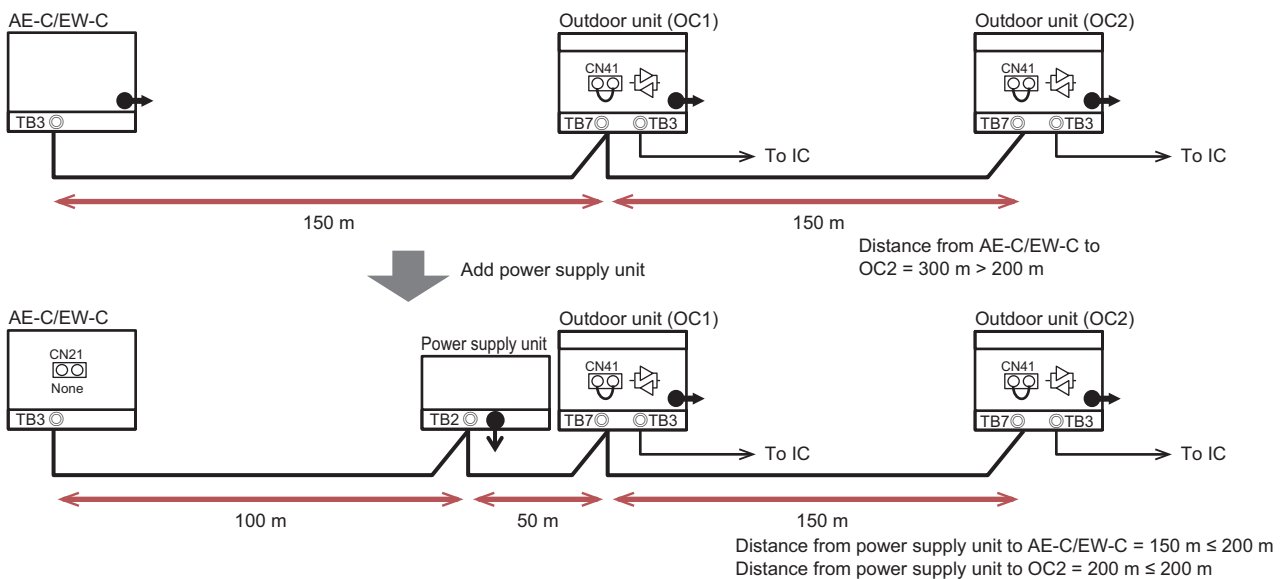 AE-C/EW-C
Outdoor unit (OC1)
Outdoor unit (OC2)
CN41
CN41
TB3
TB7
TB3
TB7
TB3
To IC
To IC
150 m
150 m
Distance from AE-C/EW-C to
OC2 = 300 m > 200 m
Add power supply unit
AE-C/EW-C
Outdoor unit (OC1)
Outdoor unit (OC2)
Power supply unit
CN21
None
CN41
CN41
TB3
TB2
TB7
TB3
TB7
TB3
To IC
To IC
100 m
50 m
150 m
Distance from power supply unit to AE-C/EW-C = 150 m ≤ 200 m
Distance from power supply unit to OC2 = 200 m ≤ 200 m